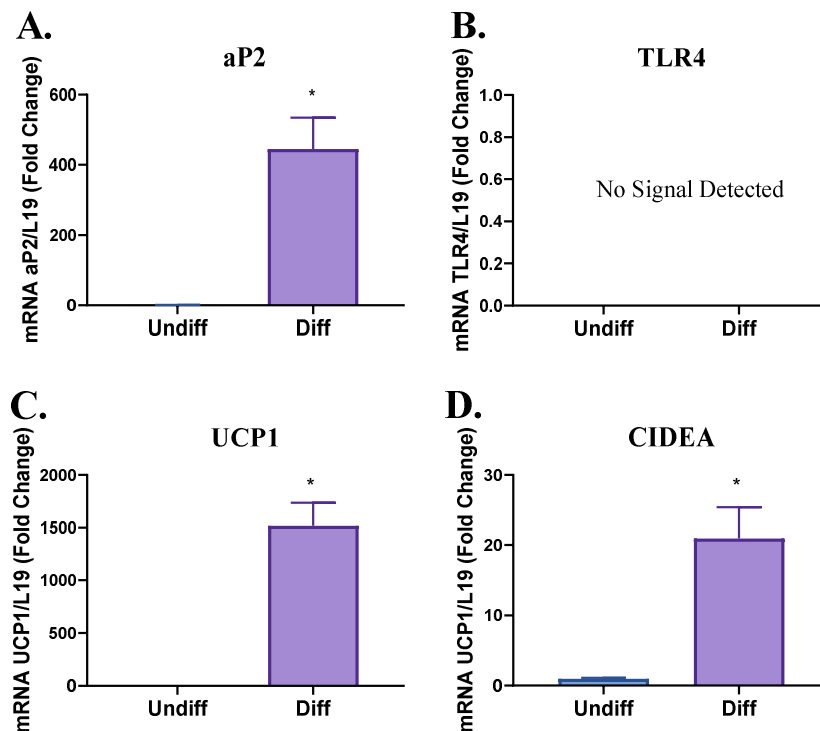 A.
aP2
mRNA aP2/L19 (Fold Change)
600
400
200
0
*
Undiff
Diff
B.
TLR4
mRNA TLR4/L19 (Fold Change)
1.0
0.8
0.6
0.4
0.2
0.0
No Signal Detected
Undiff
Diff
C.
UCP1
mRNA UCP1/L19 (Fold Change)
2000
1500
1000
500
0
*
Undiff
Diff
D.
CIDEA
mRNA UCP1/L19 (Fold Change)
30
20
10
0
*
Undiff
Diff